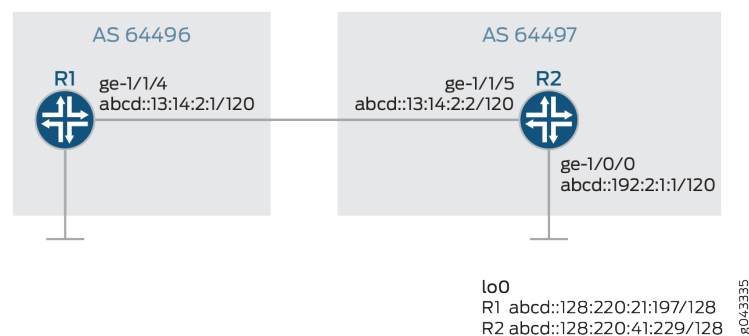 AS 64496
AS 64497
R1
ge-1/1/4
abcd::13:14:2:1/120
ge-1/1/5
abcd::13:14:2:2/120
R2
ge-1/0/0
abcd::192:2:1:1/120
lo0
R1 abcd::128:220:21:197/128
R2 abcd::128:220:41:229/128
g043335